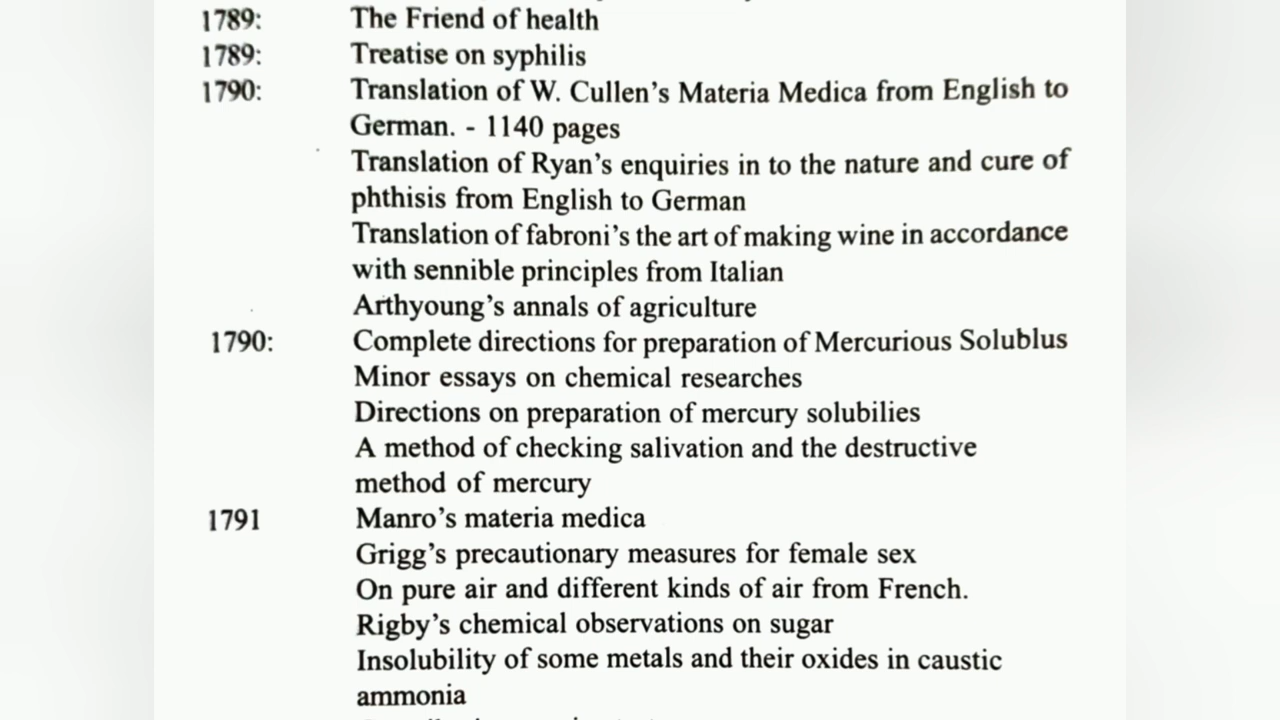 1789: The Friend of health
1789: Treatise on syphilis
1790: Translation of W. Cullen's Materia Medica from English to
German. - 1140 pages
Translation of Ryan's enquiries in to the nature and cure of
phthisis from English to German
Translation of fabroni's the art of making wine in accordance
with sennible principles from Italian
Arthyoung's annals of agriculture
1790: Complete directions for preparation of Mercurious Solublus
Minor essays on chemical researches
Directions on preparation of mercury solubilies
A method of checking salivation and the destructive
method of mercury
1791 Manro's materia medica
Grigg's precautionary measures for female sex
On pure air and different kinds of air from French.
Rigby's chemical observations on sugar
Insolubility of some metals and their oxides in caustic
ammonia